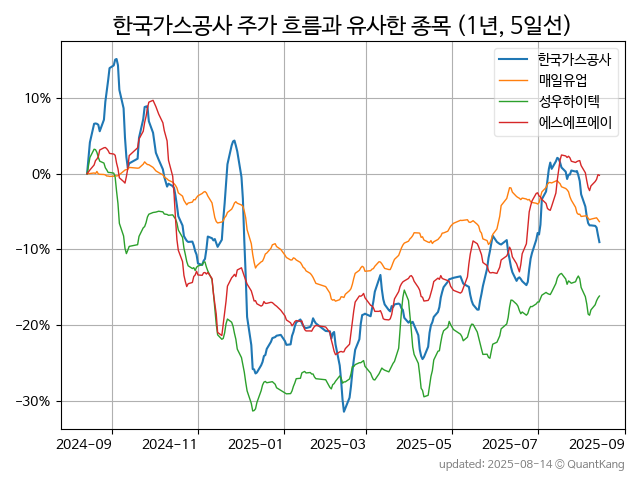 한국가스공사 주가 흐름과 유사한 종목 (1년, 5일선)
한국가스공사
매일유업
성우하이텍
에스에프에이
10%
0%
−10%
−20%
−30%
2024-09 2024-11 2025-01 2025-03 2025-05 2025-07 2025-09
updated: 2025-08-14 © QuantKang